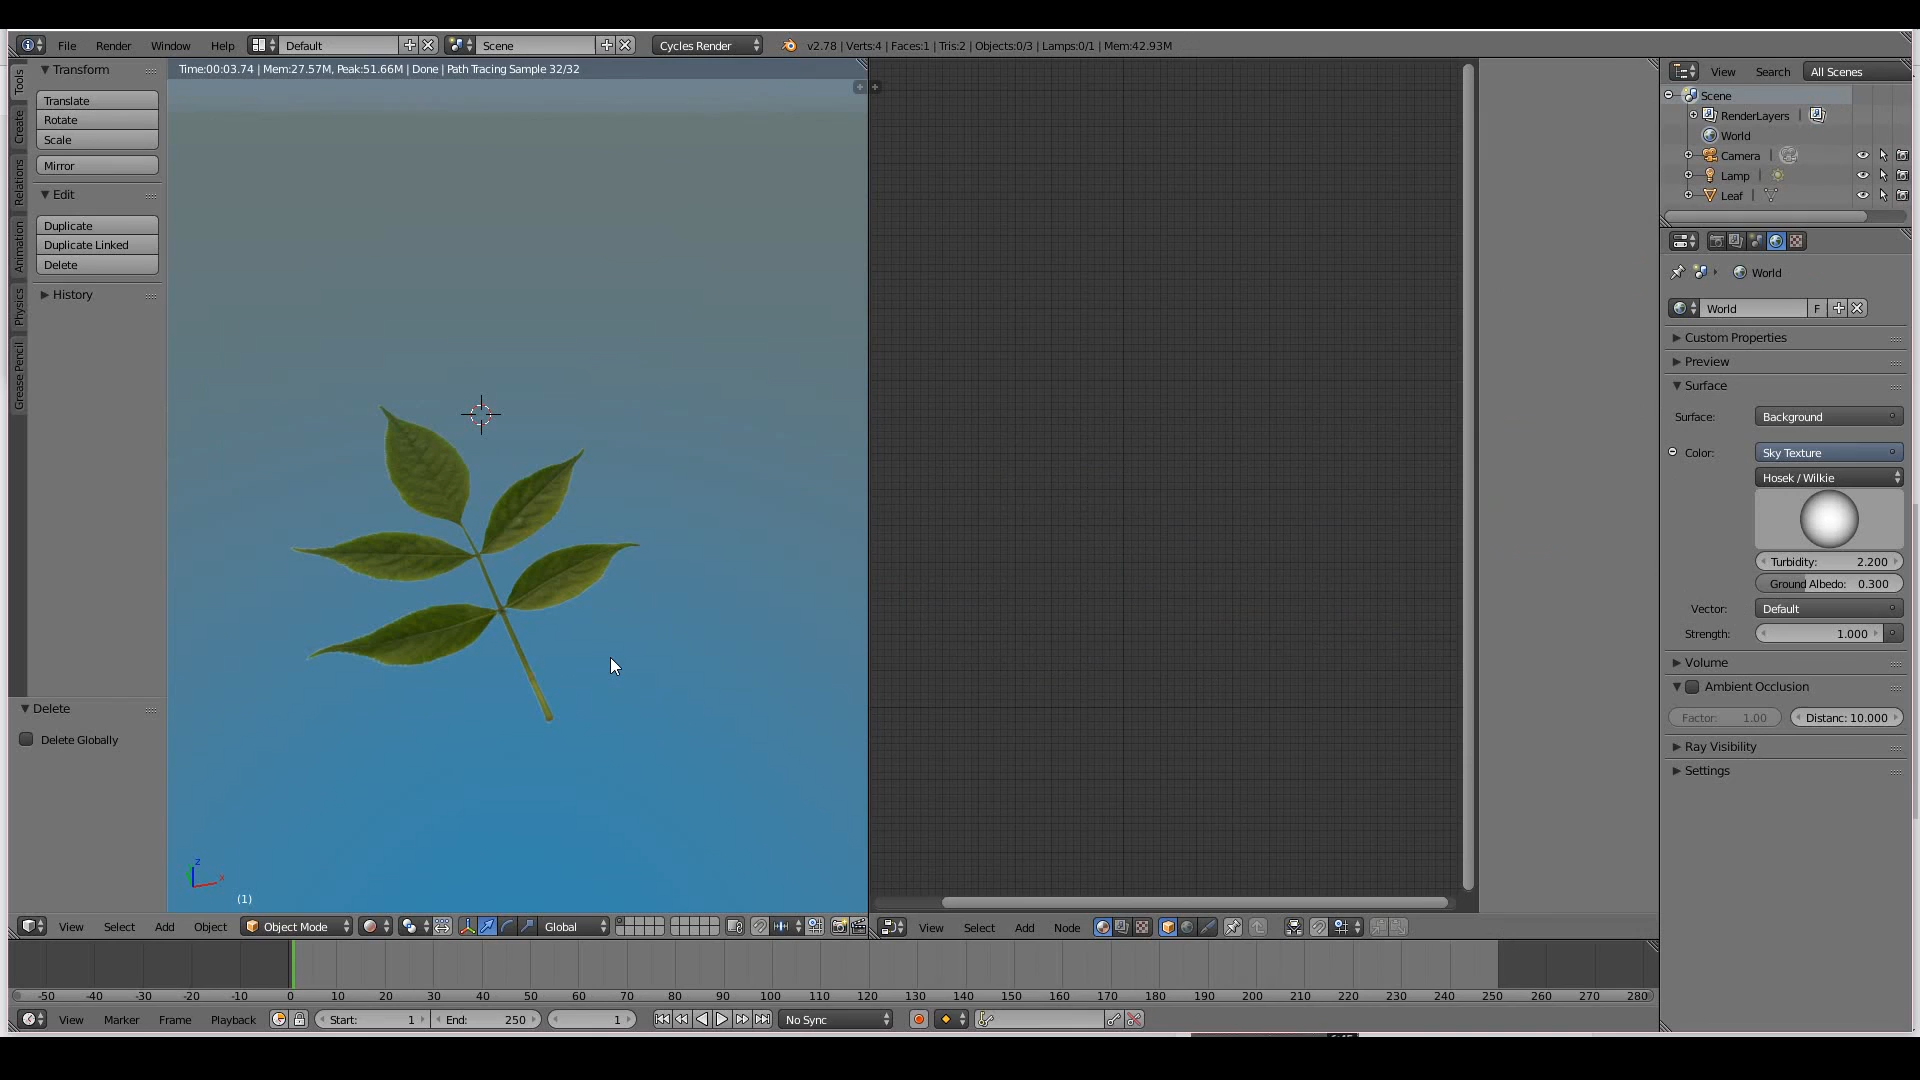 File Render Window Help Default Scene Cycles Render v2.78 | Verts:4 | Faces:1 | Tris:2 | Objects:0/3 | Lamps:0/1 | Mem:42.93M
Time:00:03.74 | Mem:27.57M, Peak:51.66M | Done | Path Tracing Sample 32/32
Tools
Create
Relations
Animation
Physics
Grease Pencil
Transform
Translate
Rotate
Scale
Mirror
Edit
Duplicate
Duplicate Linked
Delete
History
Delete
Delete Globally
z
x
(1)
View Select Add Object Object Mode Global
View Select Add Node
View Search All Scenes
Scene
RenderLayers
World
Camera
Lamp
Leaf
World
World F
Custom Properties
Preview
Surface
Surface: Background
Color: Sky Texture
Hosek / Wilkie
Turbidity: 2.200
Ground Albedo: 0.300
Vector: Default
Strength: 1.000
Volume
Ambient Occlusion
Factor: 1.00 Distanc: 10.000
Ray Visibility
Settings
-50 -40 -30 -20 -10 0 10 20 30 40 50 60 70 80 90 100 110 120 130 140 150 160 170 180 190 200 210 220 230 240 250 260 270 280
View Marker Frame Playback Start: 1 End: 250 1 No Sync